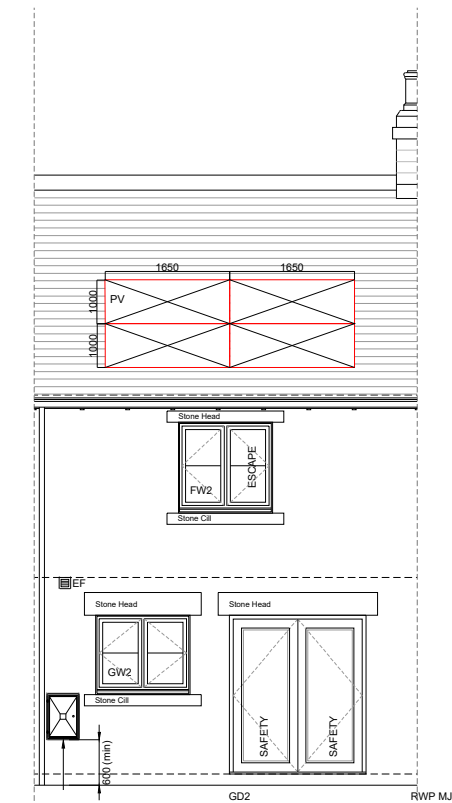 1650 1650
1000
PV
1000
Stone Head
ESCAPE
FW2
Stone Cill
EF
Stone Head
Stone Head
GW2
SAFETY
SAFETY
Stone Cill
600 (min)
GD2
RWP MJ